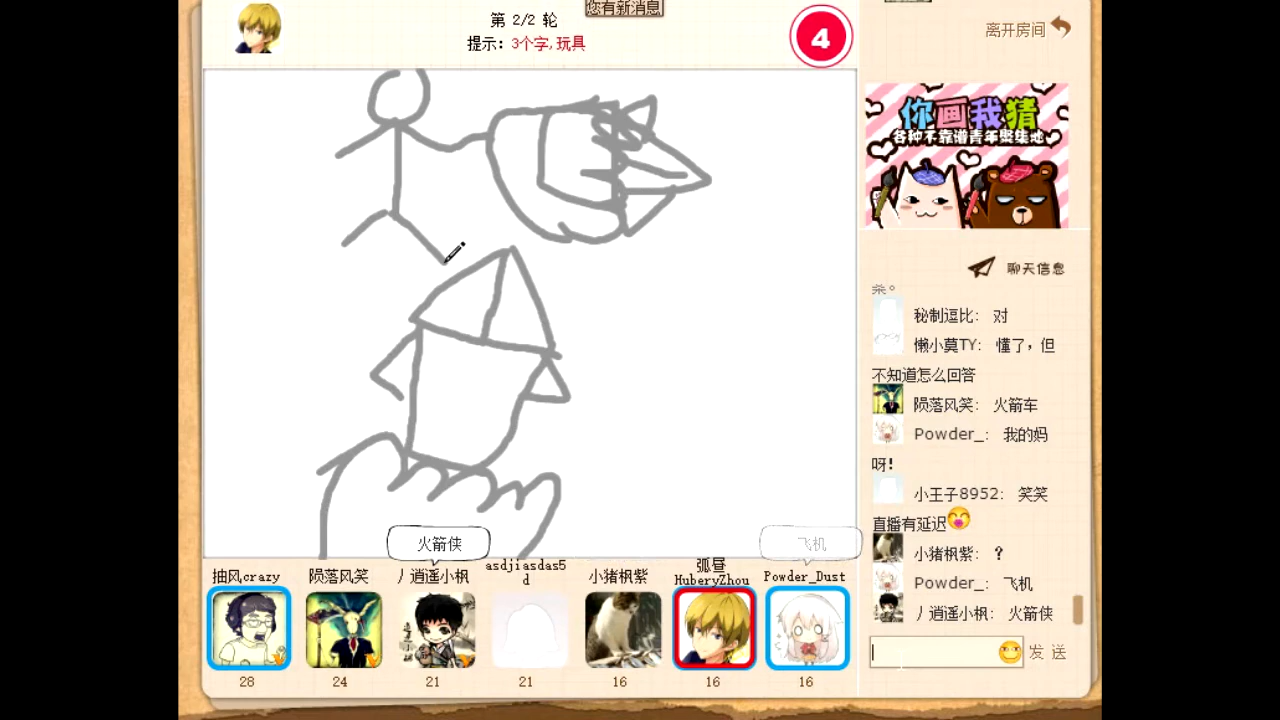 您有新消息
第 2/2 轮
提示: 3个字,玩具
4
离开房间
你画我猜
各种不靠谱青年聚集地
聊天信息
秘制逗比: 对
懒小莫TY: 懂了，但
不知道怎么回答
陨落风笑: 火箭车
Powder_: 我的妈
呀!
小王子8952: 笑笑
直播有延迟
小猪枫紫: ?
Powder_: 飞机
丿逍遥小枫: 火箭侠
发送
火箭侠
飞机
抽风crazy
陨落风笑
丿逍遥小枫
asdjiasdas5
d
小猪枫紫
弧昼
HuberyZhou
Powder_Dust
28
24
21
21
16
16
16